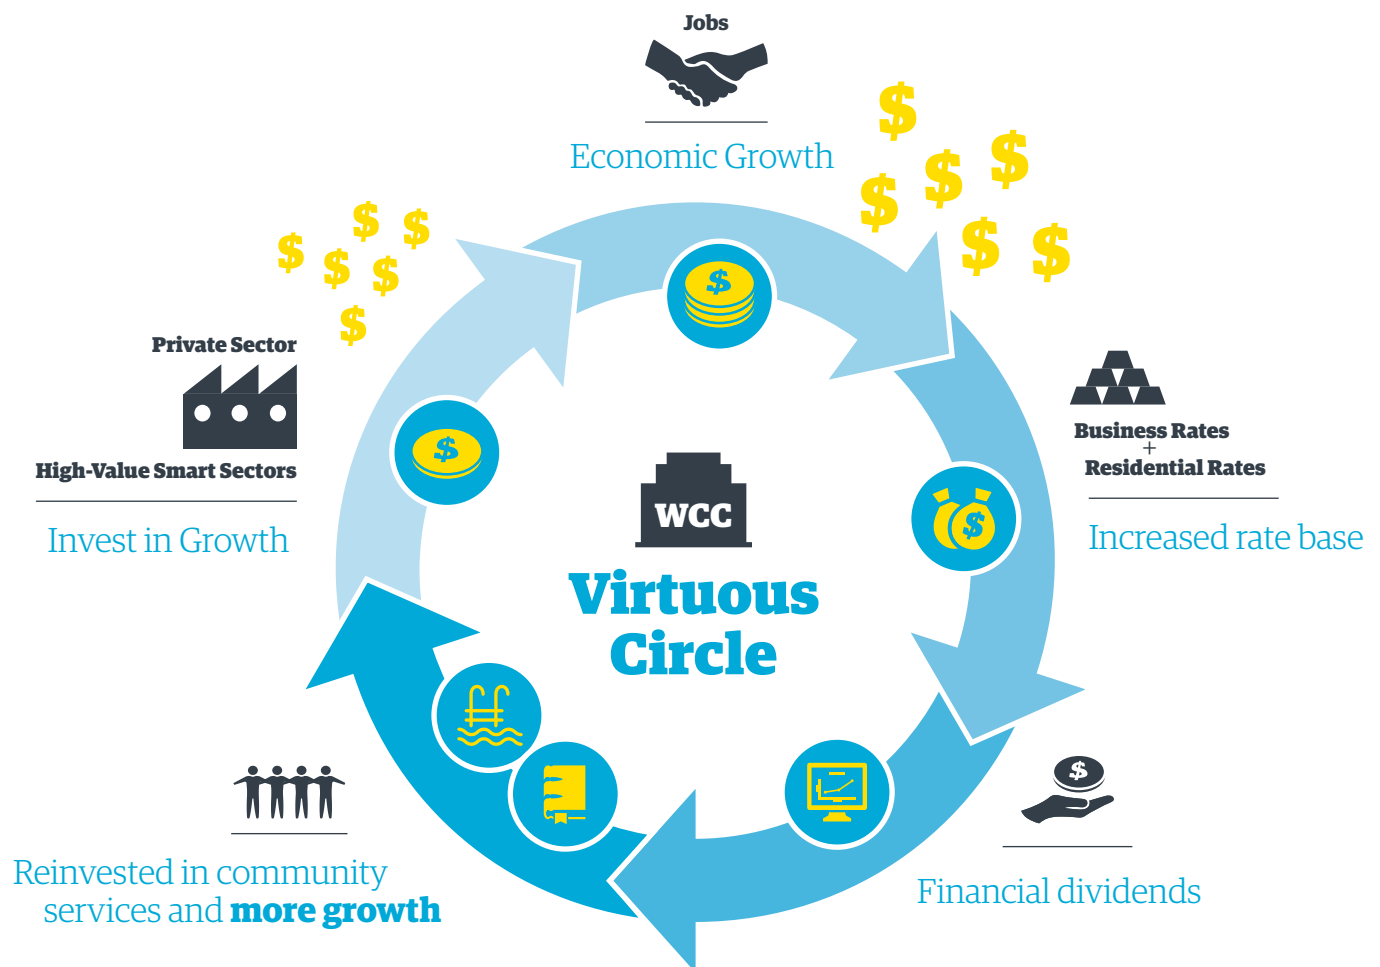 Jobs
Economic Growth
$ $ $ $ $ $
$ $ $ $ $ $
$
Private Sector
High-Value Smart Sectors
Invest in Growth
$
Business Rates
+
Residential Rates
Increased rate base
$
WCC
Virtuous
Circle
$
Financial dividends
Reinvested in community
services and more growth